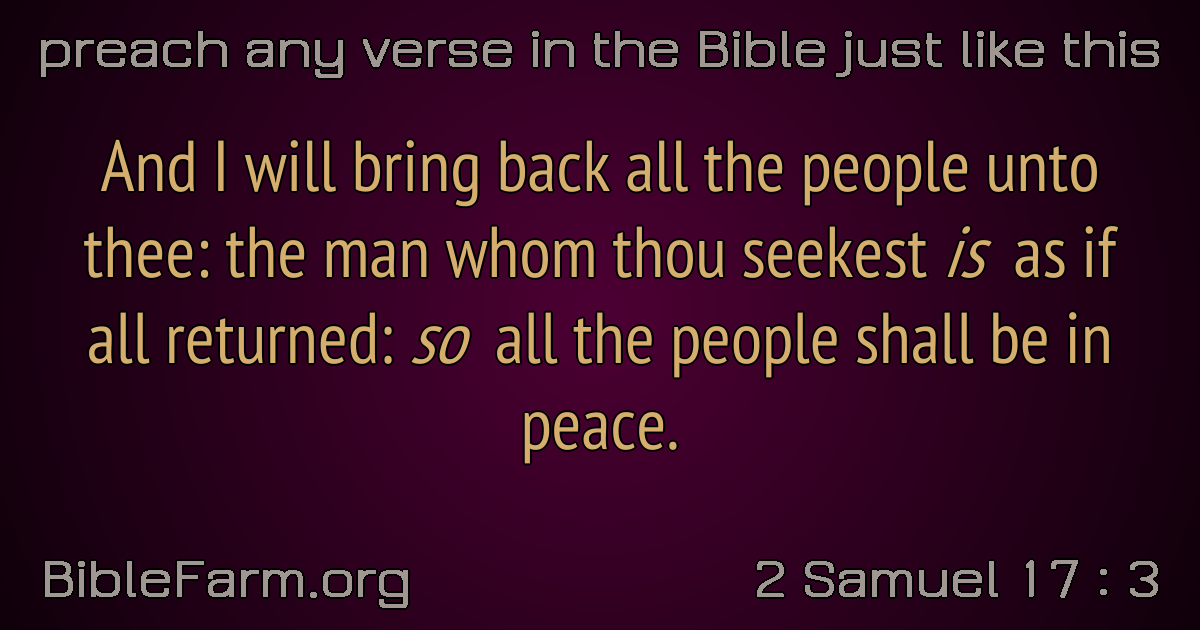 preach any verse in the Bible just like this
And I will bring back all the people unto
thee: the man whom thou seekest is as if
all returned: so all the people shall be in
peace.
BibleFarm.org
2 Samuel 17 : 3